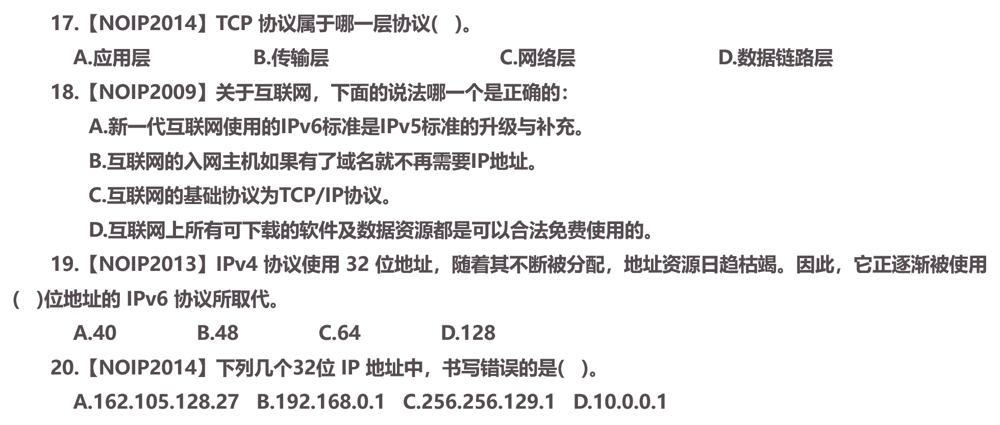 17.【NOIP2014】TCP 协议属于哪一层协议(   )。
A.应用层   B.传输层   C.网络层   D.数据链路层
18.【NOIP2009】关于互联网，下面的说法哪一个是正确的：
A.新一代互联网使用的IPv6标准是IPv5标准的升级与补充。
B.互联网的入网主机如果有了域名就不再需要IP地址。
C.互联网的基础协议为TCP/IP协议。
D.互联网上所有可下载的软件及数据资源都是可以合法免费使用的。
19.【NOIP2013】IPv4 协议使用 32 位地址，随着其不断被分配，地址资源日趋枯竭。因此，它正逐渐被使用
(   )位地址的 IPv6 协议所取代。
A.40   B.48   C.64   D.128
20.【NOIP2014】下列几个32位 IP 地址中，书写错误的是(   )。
A.162.105.128.27   B.192.168.0.1   C.256.256.129.1   D.10.0.0.1